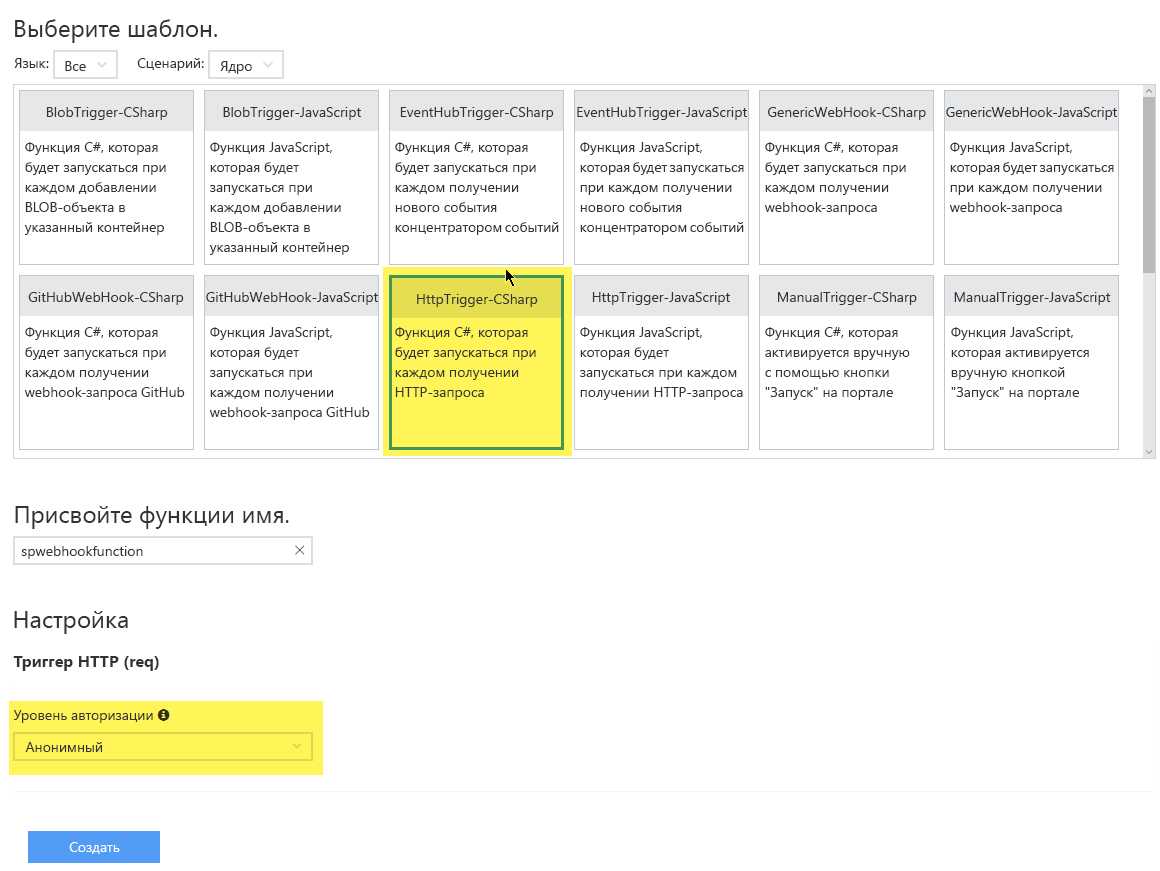 Выберите шаблон.
Язык: Все Сценарий: Ядро
BlobTrigger-CSharp
Функция C#, которая
будет запускаться при
каждом добавлении
BLOB-объекта в
указанный контейнер
BlobTrigger-JavaScript
Функция JavaScript,
которая будет
запускаться при
каждом добавлении
BLOB-объекта в
указанный контейнер
EventHubTrigger-CSharp
Функция C#, которая
будет запускаться при
каждом получении
нового события
концентратором событий
EventHubTrigger-JavaScript
Функция JavaScript,
которая будет запускаться
при каждом получении
нового события
концентратором событий
GenericWebHook-CSharp
Функция C#, которая
будет запускаться при
каждом получении
webhook-запроса
GenericWebHook-JavaScript
Функция JavaScript,
которая будет запускаться
при каждом получении
webhook-запроса
GitHubWebHook-CSharp
Функция C#, которая
будет запускаться при
каждом получении
webhook-запроса GitHub
GitHubWebHook-JavaScript
Функция JavaScript,
которая будет
запускаться при
каждом получении
webhook-запроса GitHub
HttpTrigger-CSharp
Функция C#, которая
будет запускаться при
каждом получении
HTTP-запроса
HttpTrigger-JavaScript
Функция JavaScript,
которая будет
запускаться при каждом
получении HTTP-запроса
ManualTrigger-CSharp
Функция C#, которая
активируется вручную
с помощью кнопки
"Запуск" на портале
ManualTrigger-JavaScript
Функция JavaScript,
которая активируется
вручную кнопкой
"Запуск" на портале
Присвойте функции имя.
spwebhookfunction
Настройка
Триггер HTTP (req)
Уровень авторизации
Анонимный
Создать